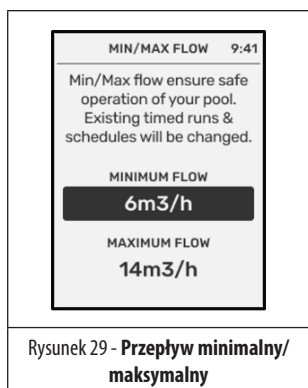 MIN/MAX FLOW 9:41
Min/Max flow ensure safe
operation of your pool.
Existing timed runs &
schedules will be changed.
MINIMUM FLOW
6m3/h
MAXIMUM FLOW
14m3/h
Rysunek 29 - Przepływ minimalny/
maksymalny